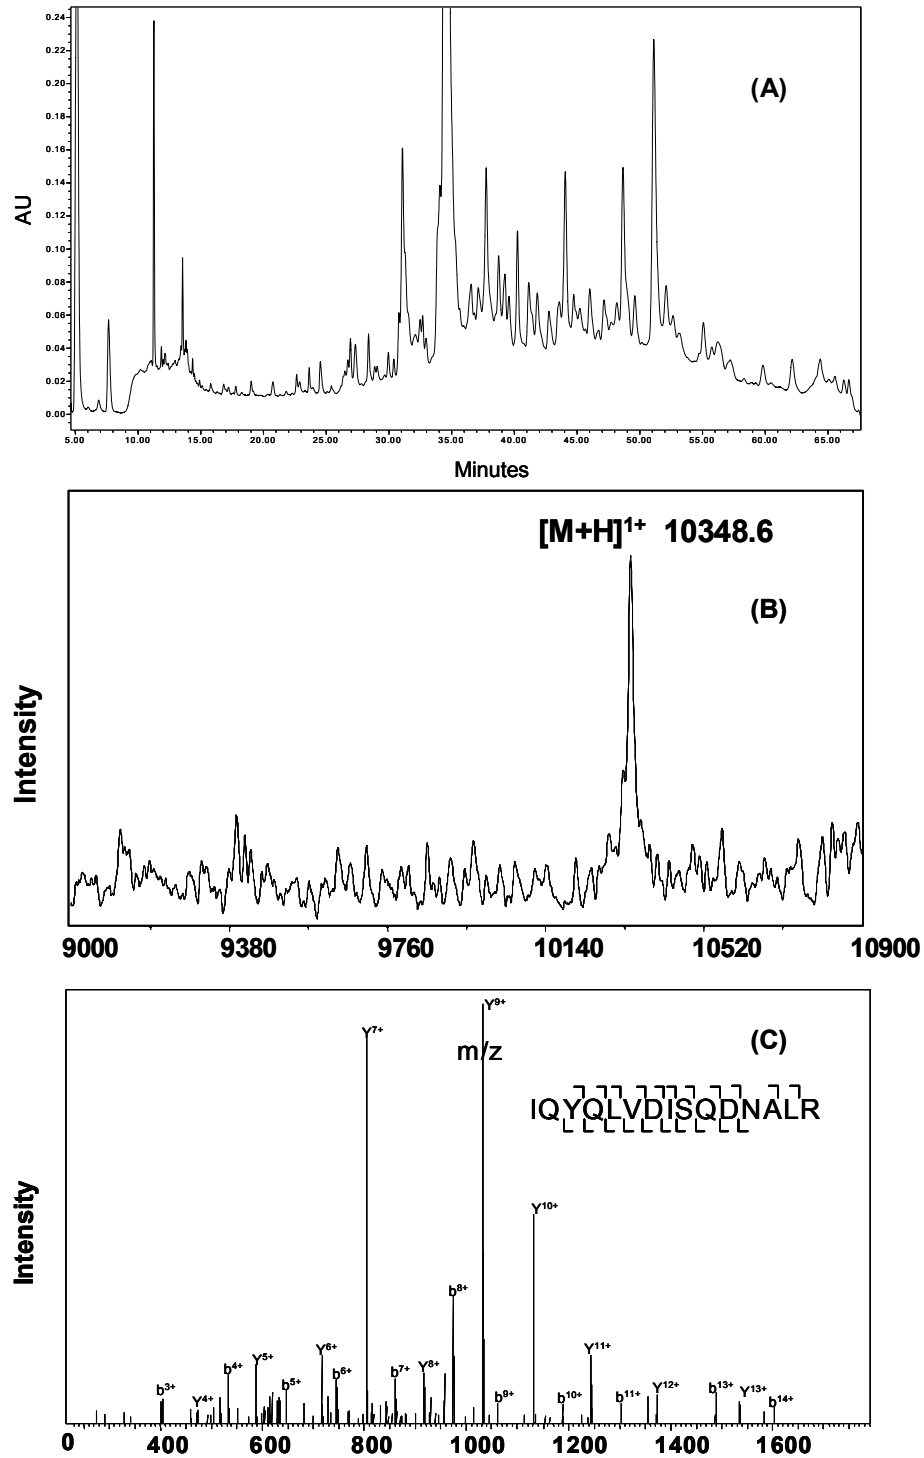 0.24
0.22
0.20
0.18
0.16
0.14
0.12
0.10
0.08
0.06
0.04
0.02
0.00
AU
(A)
5.00 10.00 15.00 20.00 25.00 30.00 35.00 40.00 45.00 50.00 55.00 60.00 65.00
Minutes
[M+H]1+ 10348.6
(B)
Intensity
9000 9380 9760 10140 10520 10900
(C)
m/z
IQYQLVDISQDNALR
Y9+
Y7+
Y10+
b8+
Y11+
Y6+
Y5+
b4+
b6+
b7+
Y8+
b5+
b3+
Y4+
b9+
b10+
b11+
Y12+
b13+
Y13+
b14+
Intensity
0 400 600 800 1000 1200 1400 1600